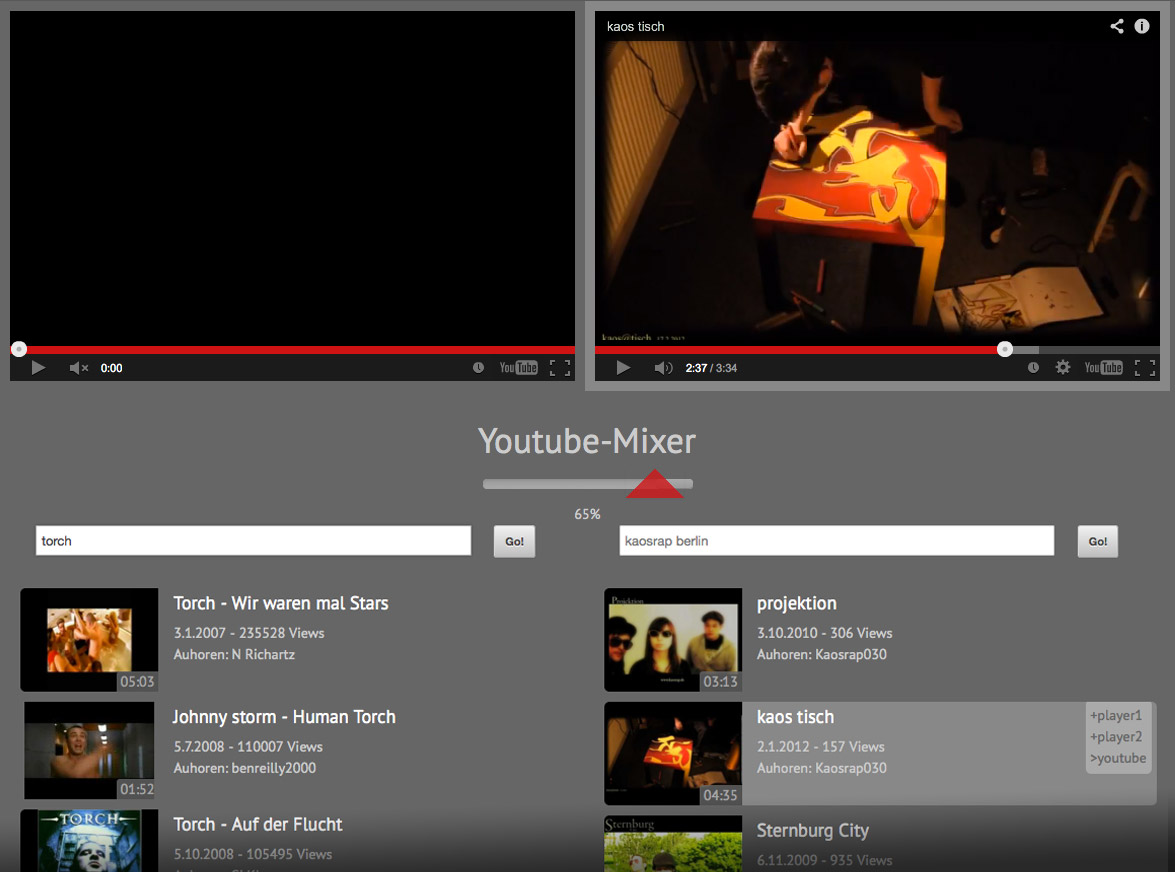 kaos tisch
kaos@tisch
0:00
YouTube
2:37 / 3:34
YouTube
Youtube-Mixer
65%
torch
Go!
kaosrap berlin
Go!
Torch - Wir waren mal Stars
3.1.2007 - 235528 Views
Auhoren: N Richartz
05:03
Johnny storm - Human Torch
5.7.2008 - 110007 Views
Auhoren: benreilly2000
01:52
TORCH
Torch - Auf der Flucht
5.10.2008 - 105495 Views
Projektion
projektion
3.10.2010 - 306 Views
Auhoren: Kaosrap030
03:13
kaos tisch
2.1.2012 - 157 Views
Auhoren: Kaosrap030
04:35
+player1
+player2
>youtube
Sternburg
Sternburg City
6.11.2009 - 935 Views